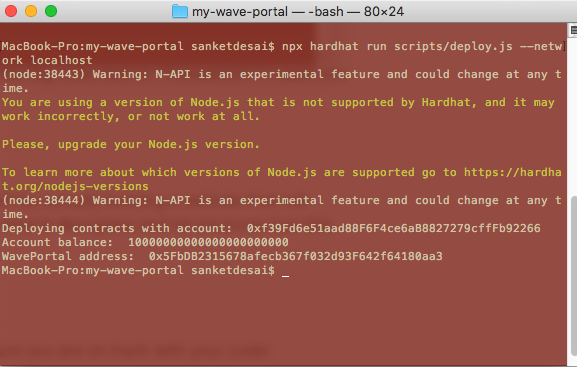 my-wave-portal — -bash — 80×24
MacBook-Pro:my-wave-portal sanketdesai$ npx hardhat run scripts/deploy.js --netw
ork localhost
(node:38443) Warning: N-API is an experimental feature and could change at any t
ime.
You are using a version of Node.js that is not supported by Hardhat, and it may
work incorrectly, or not work at all.
Please, upgrade your Node.js version.
To learn more about which versions of Node.js are supported go to https://hardha
t.org/nodejs-versions
(node:38444) Warning: N-API is an experimental feature and could change at any t
ime.
Deploying contracts with account:  0xf39Fd6e51aad88F6F4ce6aB8827279cffFb92266
Account balance:  10000000000000000000000
WavePortal address:  0x5FbDB2315678afecb367f032d93F642f64180aa3
MacBook-Pro:my-wave-portal sanketdesai$